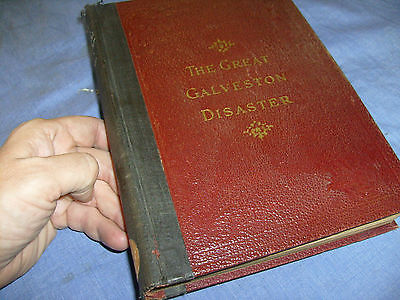 The Great
Galveston
Disaster